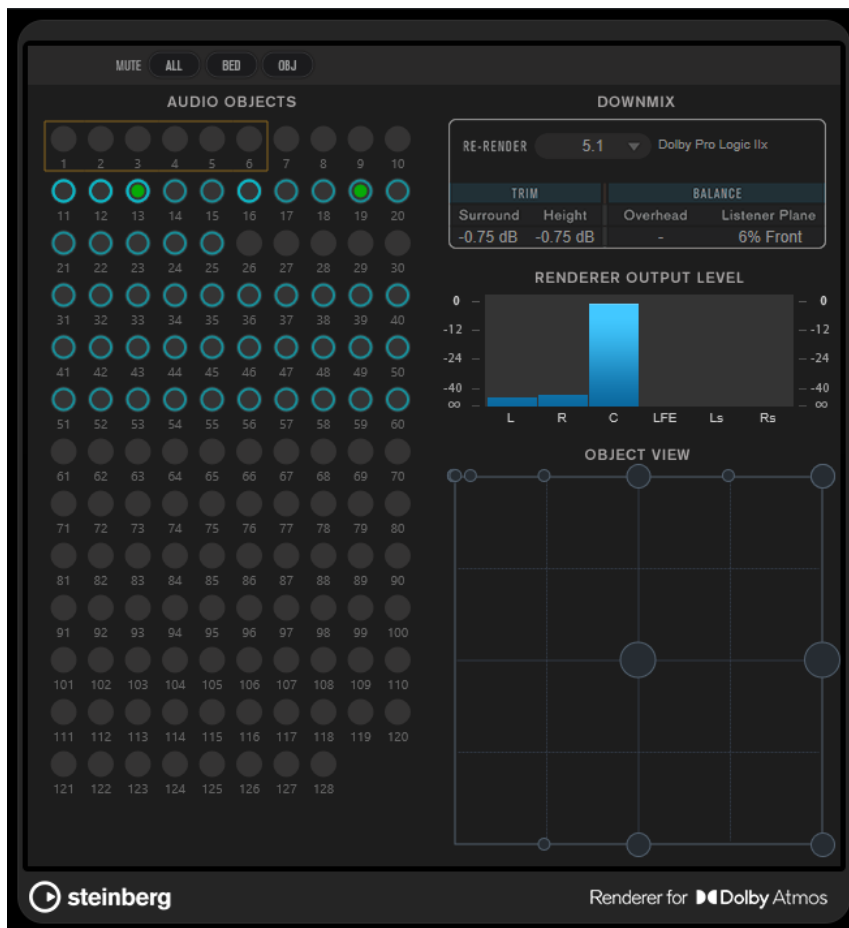 MUTE ALL BED OBJ
AUDIO OBJECTS
1 2 3 4 5 6 7 8 9 10
11 12 13 14 15 16 17 18 19 20
21 22 23 24 25 26 27 28 29 30
31 32 33 34 35 36 37 38 39 40
41 42 43 44 45 46 47 48 49 50
51 52 53 54 55 56 57 58 59 60
61 62 63 64 65 66 67 68 69 70
71 72 73 74 75 76 77 78 79 80
81 82 83 84 85 86 87 88 89 90
91 92 93 94 95 96 97 98 99 100
101 102 103 104 105 106 107 108 109 110
111 112 113 114 115 116 117 118 119 120
121 122 123 124 125 126 127 128
DOWNMIX
RE-RENDER 5.1 Dolby Pro Logic IIx
TRIM BALANCE
Surround Height Overhead Listener Plane
-0.75 dB -0.75 dB - 6% Front
RENDERER OUTPUT LEVEL
0 0
-12 -12
-24 -24
-40 -40
∞ ∞
L R C LFE Ls Rs
OBJECT VIEW
steinberg
Renderer for Dolby Atmos